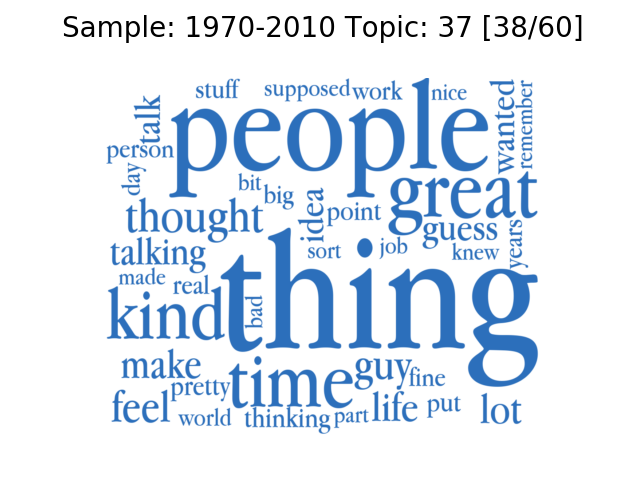 Sample: 1970-2010 Topic: 37 [38/60]
stuff supposed work nice
talk people wanted remember
person
day bit big great
thought idea point guess
talking sort job knew years
made real thing
kind bad
make time guy fine
pretty
feel world thinking part life put lot